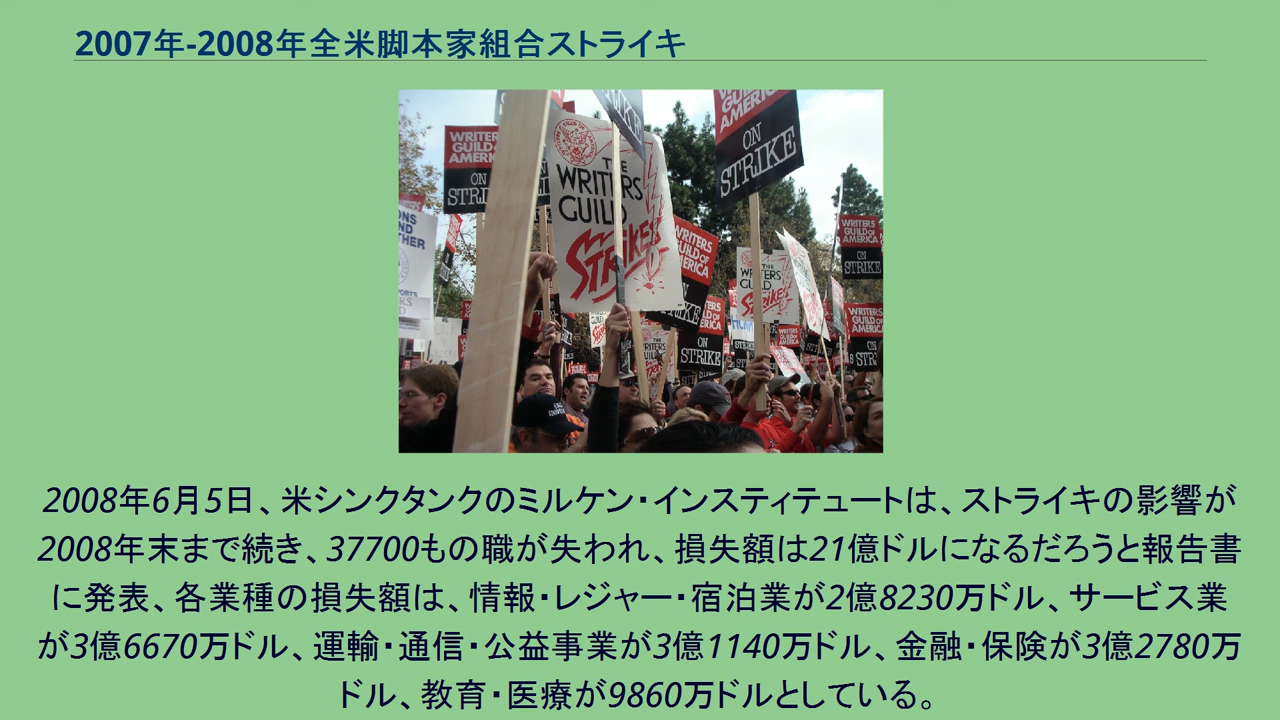 2007年-2008年全米脚本家組合ストライキ
WRITERS
GUILD OF
AMERICA
ON
STRIKE
THE
WRITERS
GUILD
STRIKE!
WRITERS
GUILD OF
AMERICA
ON
STRIKE
WRITERS
GUILD OF
AMERICA
ON
STRIKE
THE
WRITERS
GUILD
STRIKE!
WRITERS
GUILD OF
AMERICA
ON
STRIKE
2008年6月5日、米シンクタンクのミルケン・インスティテュートは、ストライキの影響が
2008年末まで続き、37700もの職が失われ、損失額は21億ドルになるだろうと報告書
に発表、各業種の損失額は、情報・レジャー・宿泊業が2億8230万ドル、サービス業
が3億6670万ドル、運輸・通信・公益事業が3億1140万ドル、金融・保険が3億2780万
ドル、教育・医療が9860万ドルとしている。